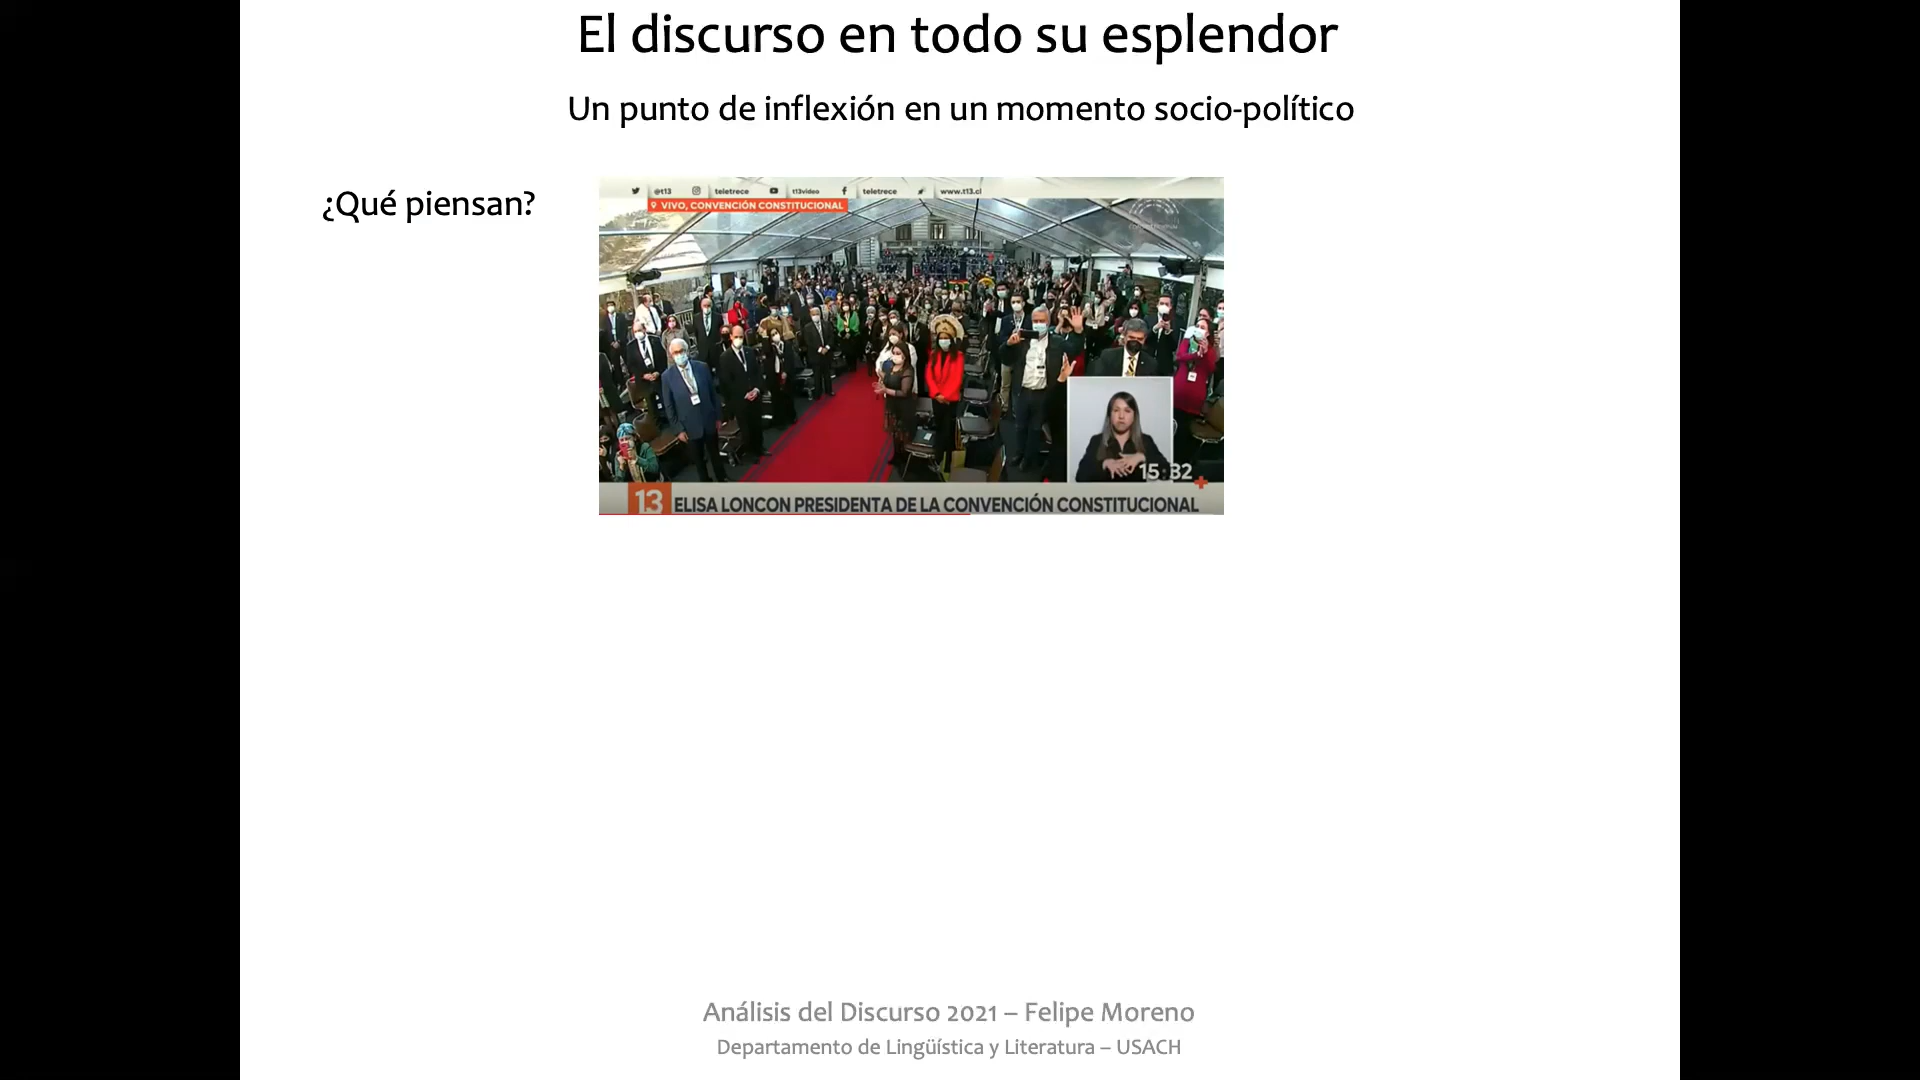 El discurso en todo su esplendor
Un punto de inflexión en un momento socio-político
¿Qué piensan?
@t13 teletrece t13video teletrece www.t13.cl
VIVO, CONVENCIÓN CONSTITUCIONAL
15:32
13 ELISA LONCON PRESIDENTA DE LA CONVENCIÓN CONSTITUCIONAL
Análisis del Discurso 2021 – Felipe Moreno
Departamento de Lingüística y Literatura – USACH